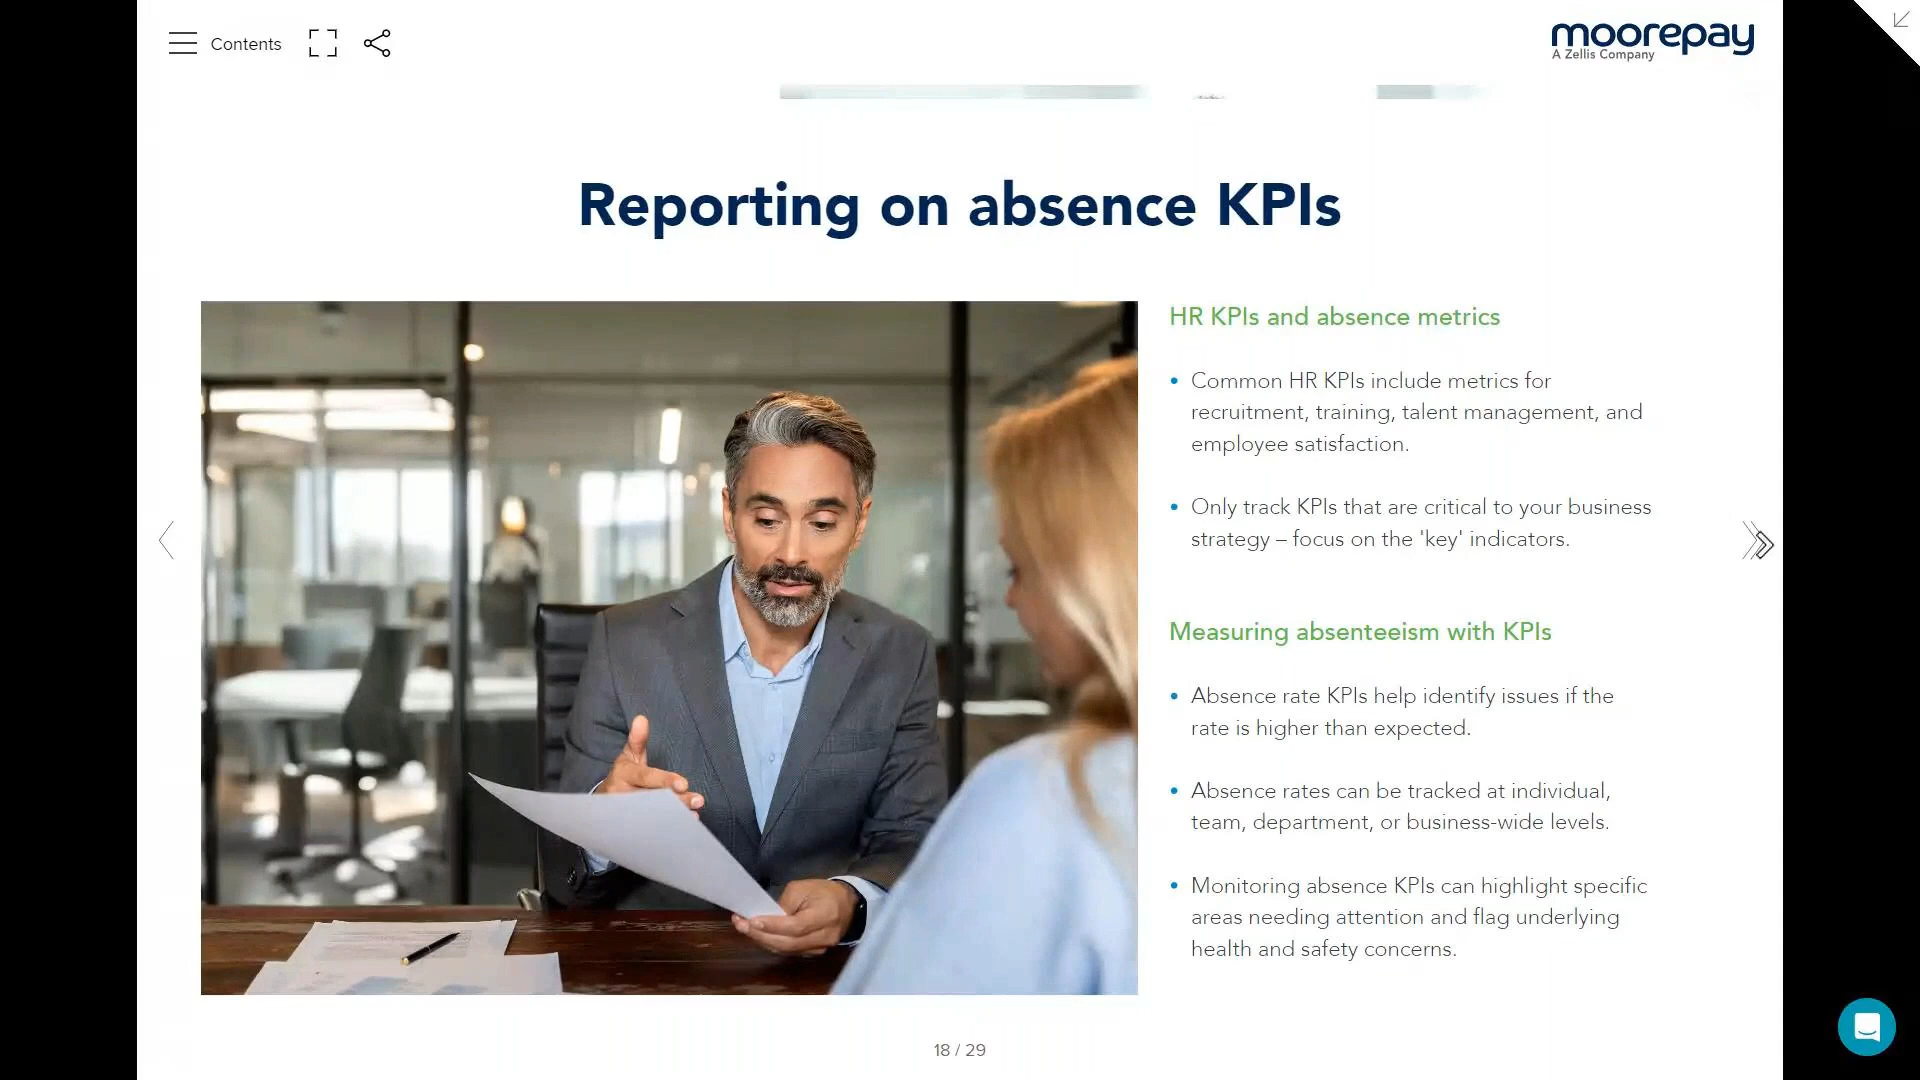 Contents
moorepay
A Zellis Company
Reporting on absence KPIs
HR KPIs and absence metrics
• Common HR KPIs include metrics for
recruitment, training, talent management, and
employee satisfaction.
• Only track KPIs that are critical to your business
strategy – focus on the 'key' indicators.
Measuring absenteeism with KPIs
• Absence rate KPIs help identify issues if the
rate is higher than expected.
• Absence rates can be tracked at individual,
team, department, or business-wide levels.
• Monitoring absence KPIs can highlight specific
areas needing attention and flag underlying
health and safety concerns.
18 / 29